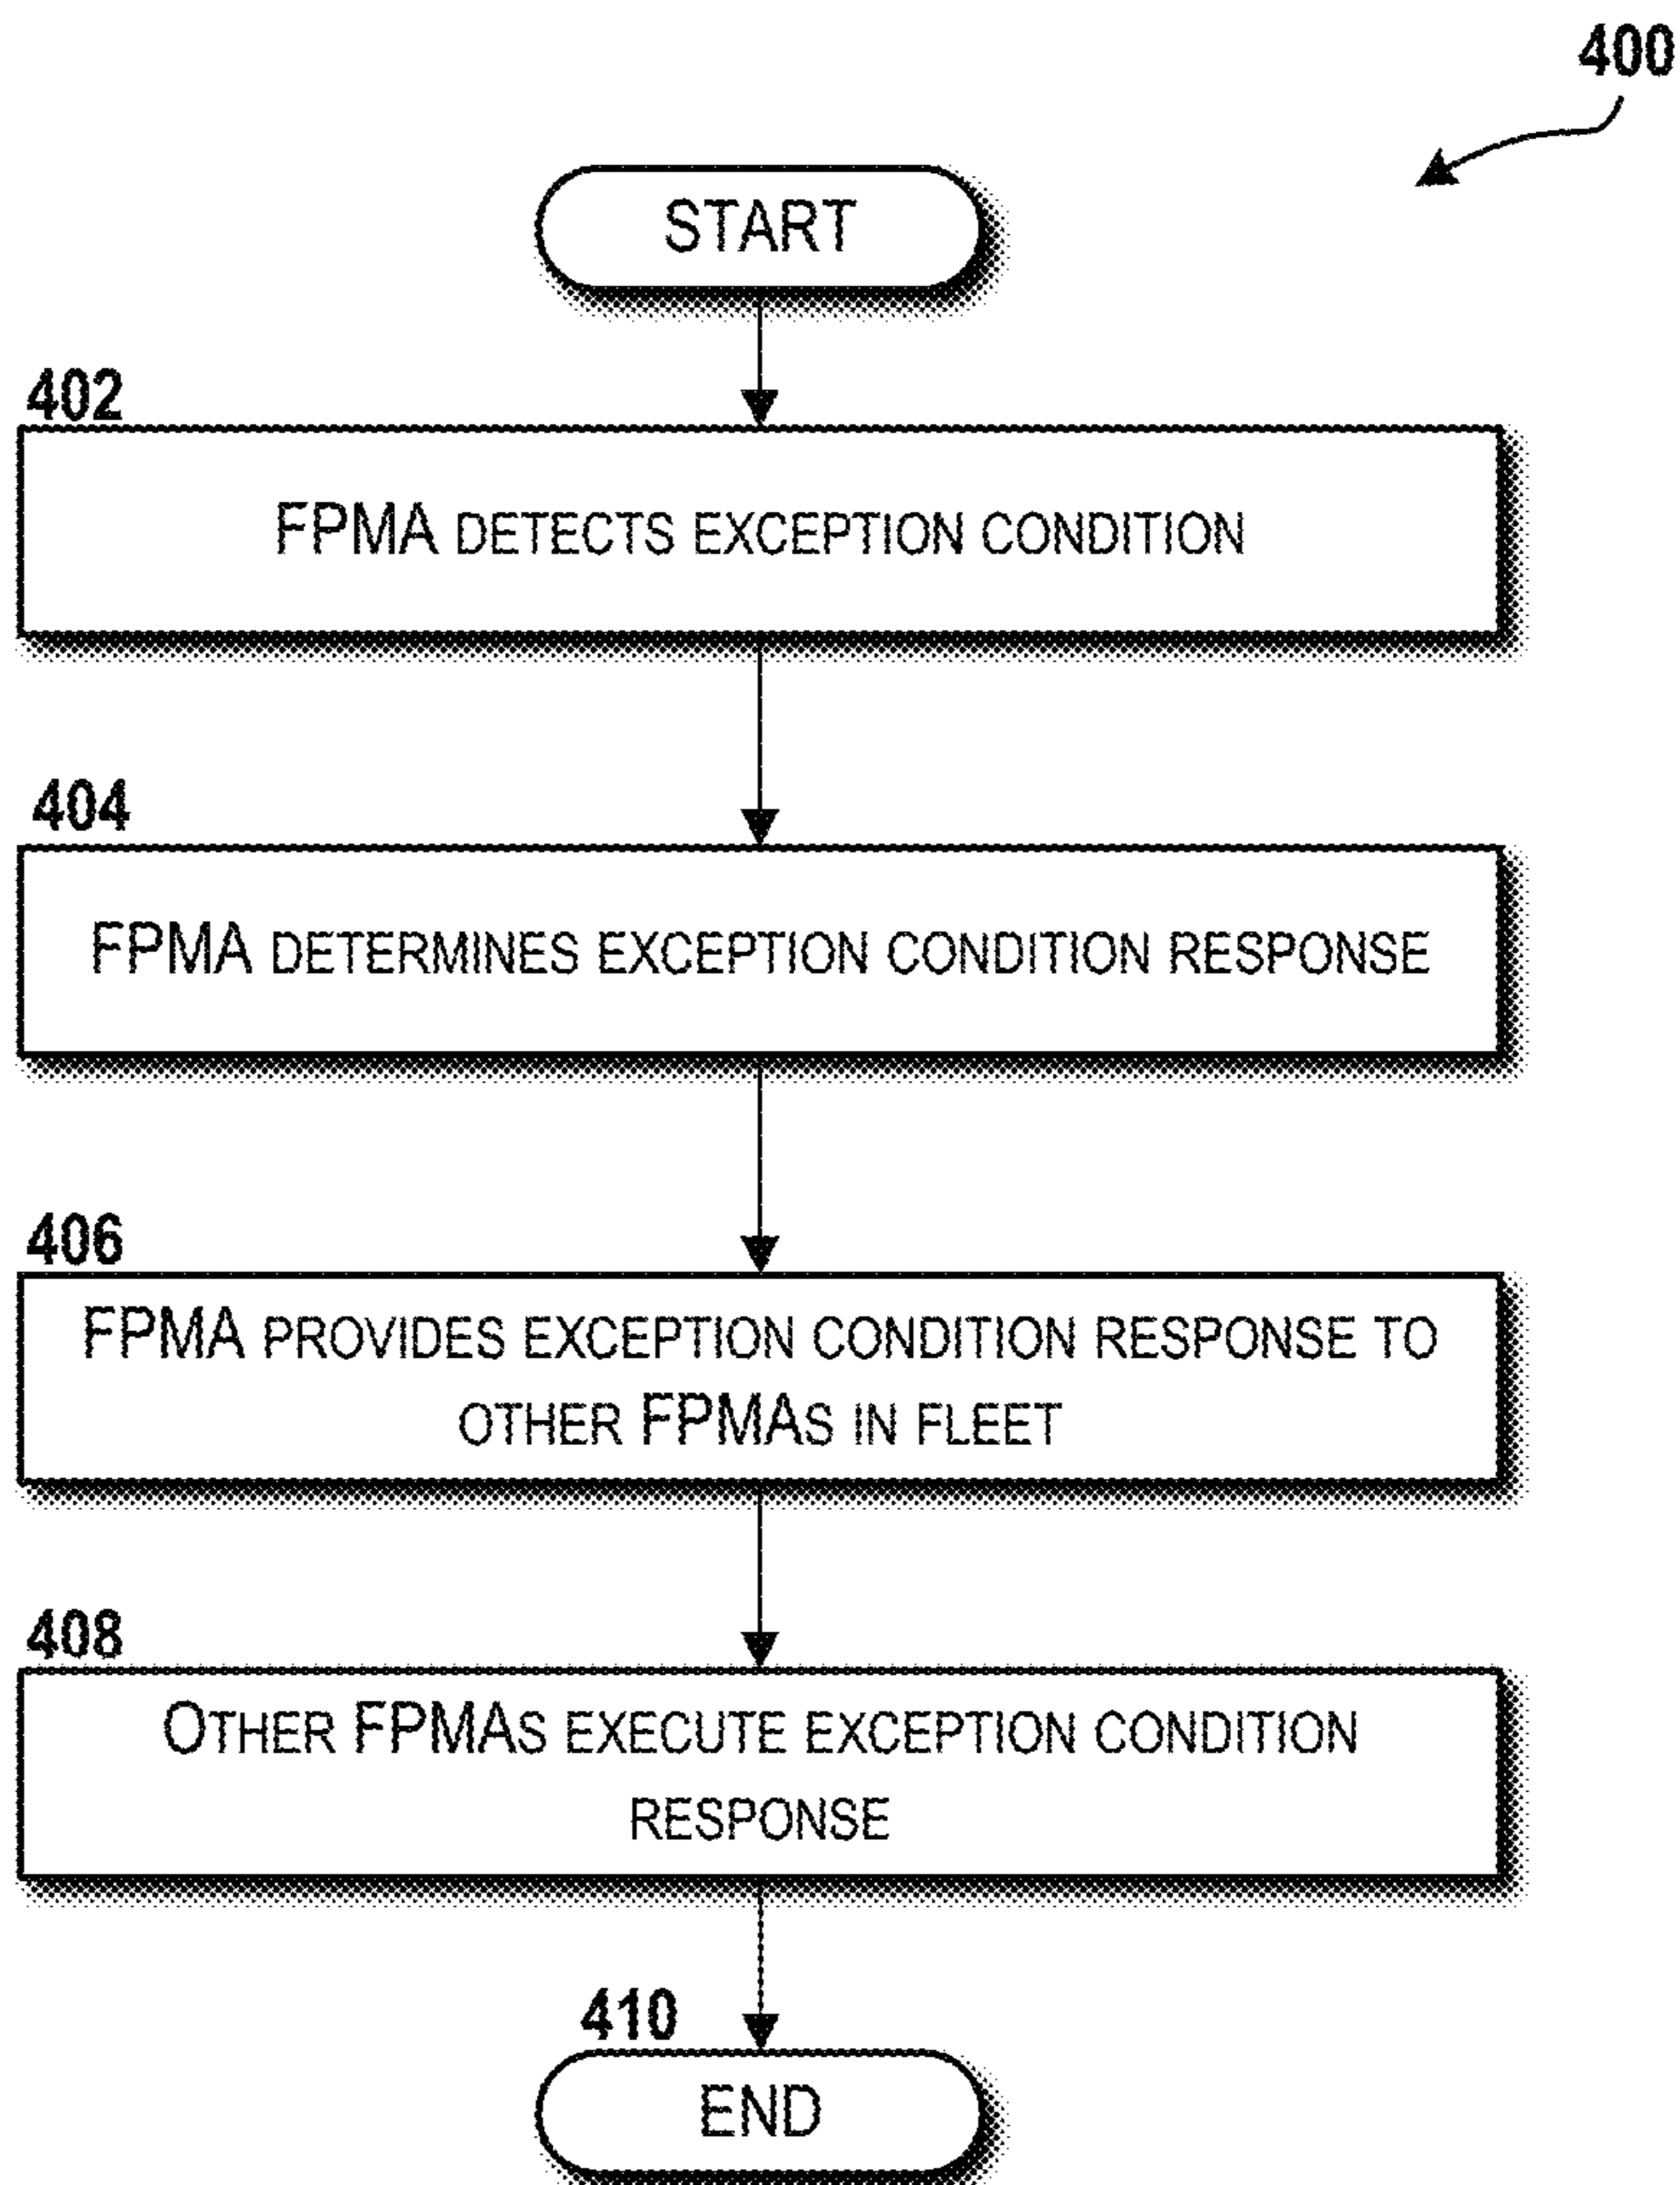 400
START
402
FPMA DETECTS EXCEPTION CONDITION
404
FPMA DETERMINES EXCEPTION CONDITION RESPONSE
406
FPMA PROVIDES EXCEPTION CONDITION RESPONSE TO
OTHER FPMAS IN FLEET
408
OTHER FPMAS EXECUTE EXCEPTION CONDITION
RESPONSE
410
END